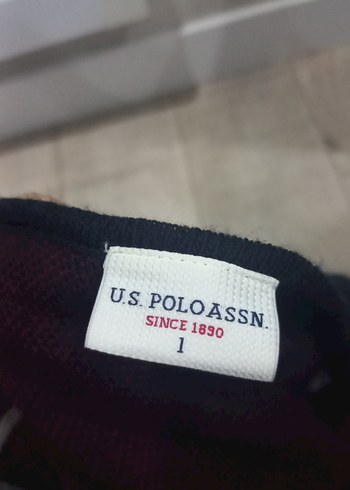 U.S. POLO ASSN.
SINCE 1890
1